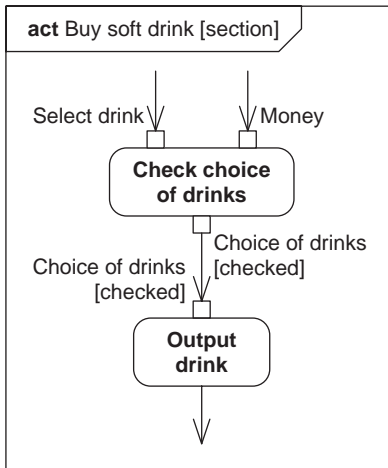 act Buy soft drink [section]
Select drink
Money
Check choice
of drinks
Choice of drinks
[checked]
Choice of drinks
[checked]
Output
drink